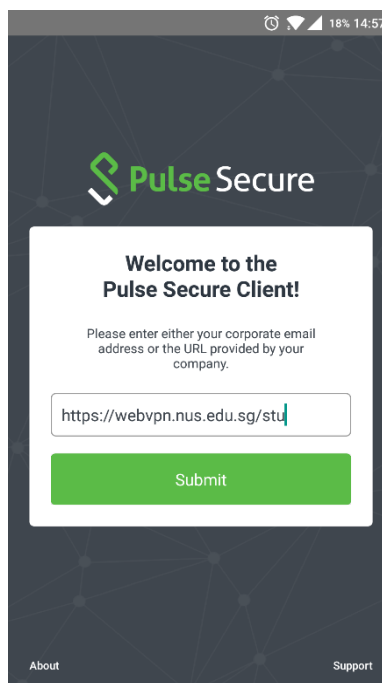 18% 14:57
Pulse Secure
Welcome to the
Pulse Secure Client!
Please enter either your corporate email
address or the URL provided by your
company.
https://webvpn.nus.edu.sg/stu
Submit
About
Support